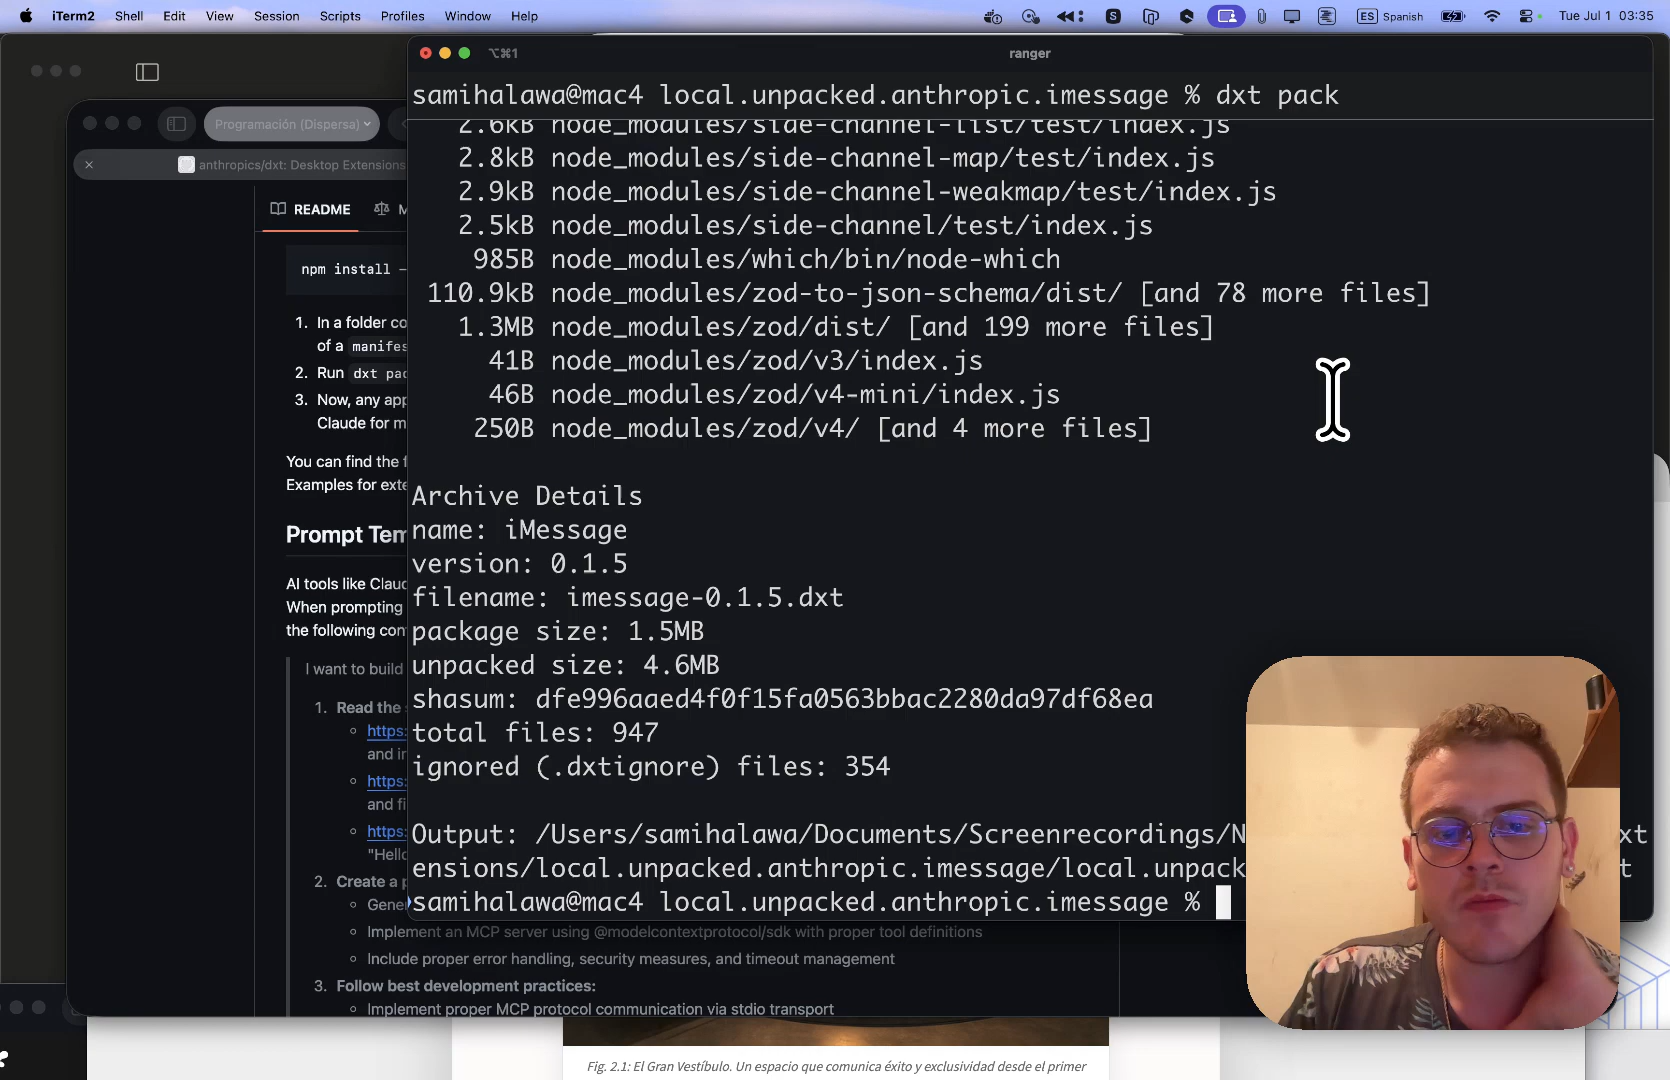 iTerm2 Shell Edit View Session Scripts Profiles Window Help
ES Spanish Tue Jul 1 03:35
⌥⌘1 ranger
samihalawa@mac4 local.unpacked.anthropic.imessage % dxt pack
2.6kB node_modules/side-channel-list/test/index.js
2.8kB node_modules/side-channel-map/test/index.js
2.9kB node_modules/side-channel-weakmap/test/index.js
2.5kB node_modules/side-channel/test/index.js
985B node_modules/which/bin/node-which
110.9kB node_modules/zod-to-json-schema/dist/ [and 78 more files]
1.3MB node_modules/zod/dist/ [and 199 more files]
41B node_modules/zod/v3/index.js
46B node_modules/zod/v4-mini/index.js
250B node_modules/zod/v4/ [and 4 more files]
Archive Details
name: iMessage
version: 0.1.5
filename: imessage-0.1.5.dxt
package size: 1.5MB
unpacked size: 4.6MB
shasum: dfe996aaed4f0f15fa0563bbac2280da97df68ea
total files: 947
ignored (.dxtignore) files: 354
Output: /Users/samihalawa/Documents/Screenrecordings/N xt
ensions/local.unpacked.anthropic.imessage/local.unpack t
samihalawa@mac4 local.unpacked.anthropic.imessage %
Programación (Dispersa)
anthropics/dxt: Desktop Extensions
README M
npm install -
1. In a folder co
of a manifes
2. Run dxt pac
3. Now, any app
Claude for m
You can find the f
Examples for exte
Prompt Tem
AI tools like Claud
When prompting
the following con
I want to build
1. Read the
https:
and in
https:
and fi
https:
"Hello
2. Create a p
Gene
Implement an MCP server using @modelcontextprotocol/sdk with proper tool definitions
Include proper error handling, security measures, and timeout management
3. Follow best development practices:
Implement proper MCP protocol communication via stdio transport
Fig. 2.1: El Gran Vestíbulo. Un espacio que comunica éxito y exclusividad desde el primer